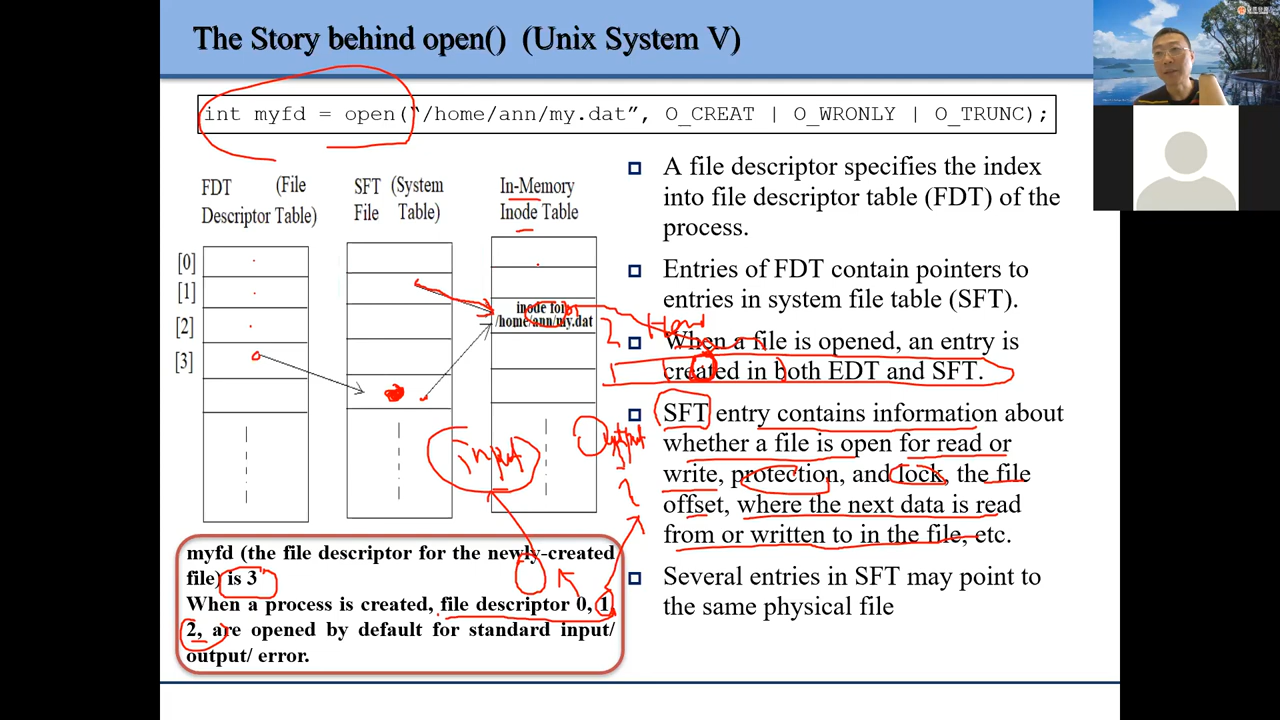 The Story behind open()  (Unix System V)
int myfd = open("/home/ann/my.dat", O_CREAT | O_WRONLY | O_TRUNC);
FDT (File
Descriptor Table)
SFT (System
File Table)
In-Memory
Inode Table
[0]
[1]
[2]
[3]
inode for
/home/ann/my.dat
A file descriptor specifies the index
into file descriptor table (FDT) of the
process.
Entries of FDT contain pointers to
entries in system file table (SFT).
When a file is opened, an entry is
created in both EDT and SFT.
SFT entry contains information about
whether a file is open for read or
write, protection, and lock, the file
offset, where the next data is read
from or written to in the file, etc.
Several entries in SFT may point to
the same physical file
input
Output
2
1
myfd (the file descriptor for the newly-created
file) is 3
When a process is created, file descriptor 0, 1,
2, are opened by default for standard input/
output/ error.